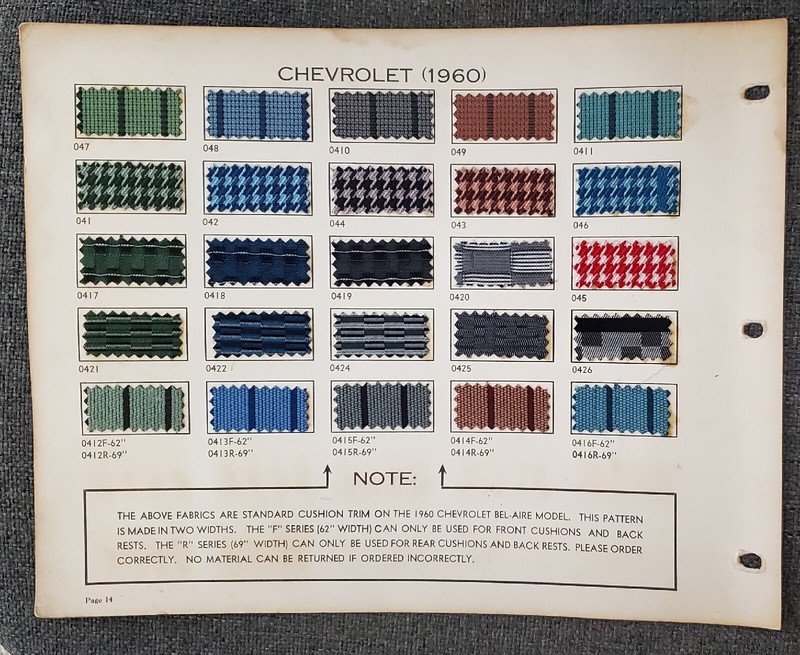 CHEVROLET (1960)
047 048 0410 049 0411
041 042 044 043 046
0417 0418 0419 0420 045
0421 0422 0424 0425 0426
0412F-62" 0413F-62" 0415F-62" 0414F-62" 0416F-62"
0412R-69" 0413R-69" 0415R-69" 0414R-69" 0416R-69"
NOTE:
THE ABOVE FABRICS ARE STANDARD CUSHION TRIM ON THE 1960 CHEVROLET BEL-AIRE MODEL. THIS PATTERN
IS MADE IN TWO WIDTHS. THE "F" SERIES (62" WIDTH) CAN ONLY BE USED FOR FRONT CUSHIONS AND BACK
RESTS. THE "R" SERIES (69" WIDTH) CAN ONLY BE USED FOR REAR CUSHIONS AND BACK RESTS. PLEASE ORDER
CORRECTLY. NO MATERIAL CAN BE RETURNED IF ORDERED INCORRECTLY.
Page 14